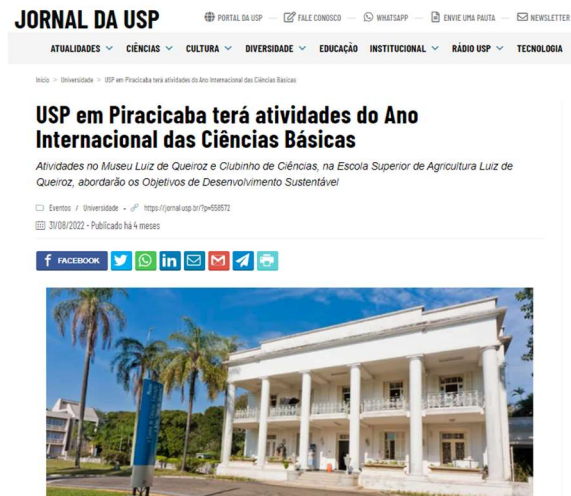 JORNAL DA USP
PORTAL DA USP — FALE CONOSCO — WHATSAPP — ENVIE UMA PAUTA — NEWSLETTER
ATUALIDADES CIÊNCIAS CULTURA DIVERSIDADE EDUCAÇÃO INSTITUCIONAL RÁDIO USP TECNOLOGIA
Início > Universidade > USP em Piracicaba terá atividades do Ano Internacional das Ciências Básicas
USP em Piracicaba terá atividades do Ano
Internacional das Ciências Básicas
Atividades no Museu Luiz de Queiroz e Clubinho de Ciências, na Escola Superior de Agricultura Luiz de
Queiroz, abordarão os Objetivos de Desenvolvimento Sustentável
Eventos / Universidade - https://jornal.usp.br/?p=558572
31/08/2022 - Publicado há 4 meses
FACEBOOK